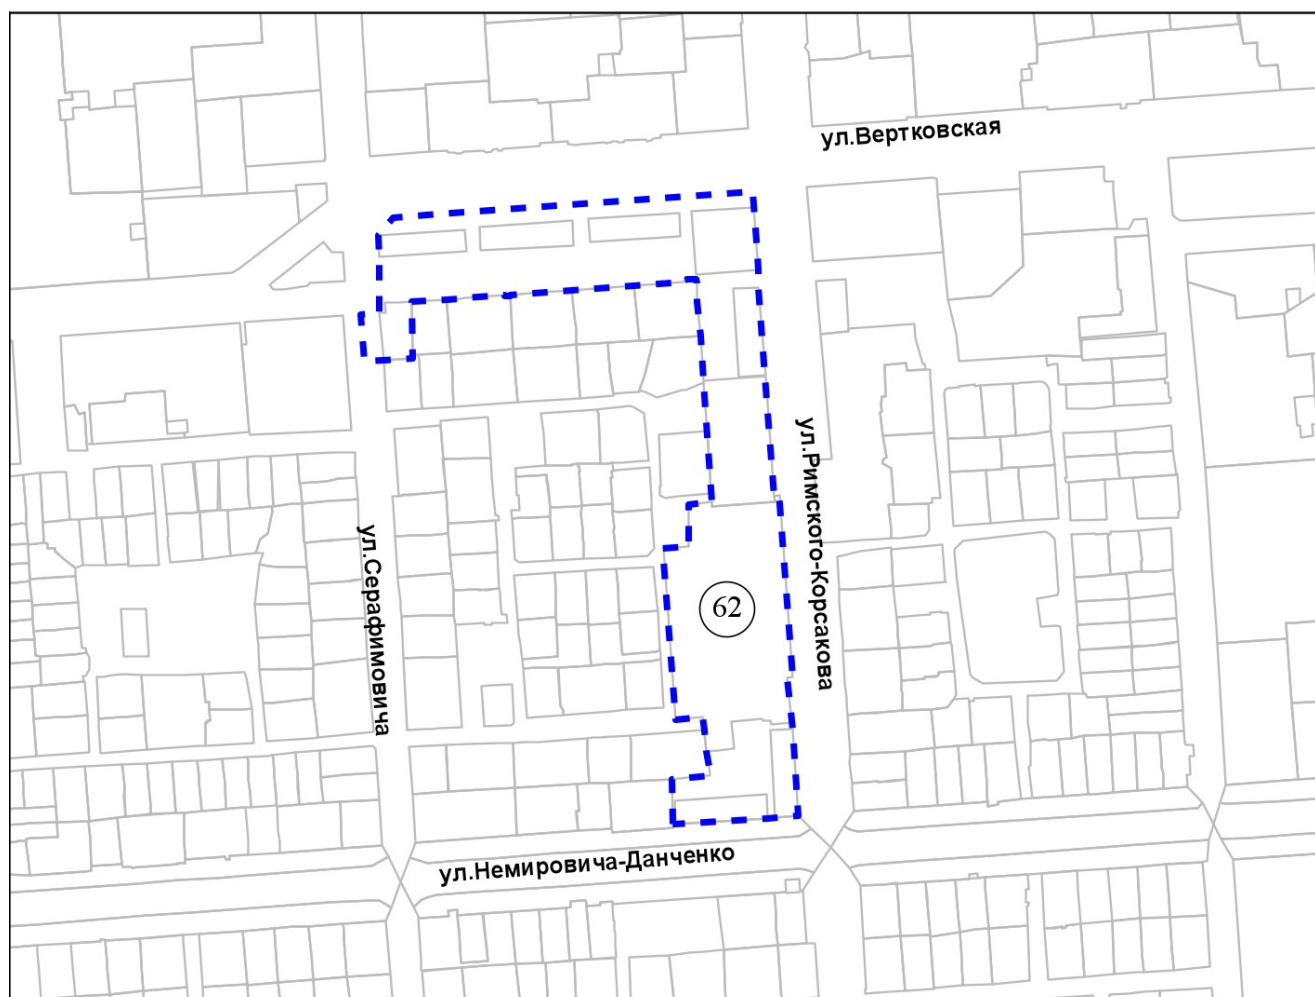 ул.Вертковская
ул.Римского-Корсакова
ул.Серафимовича
62
ул.Немировича-Данченко